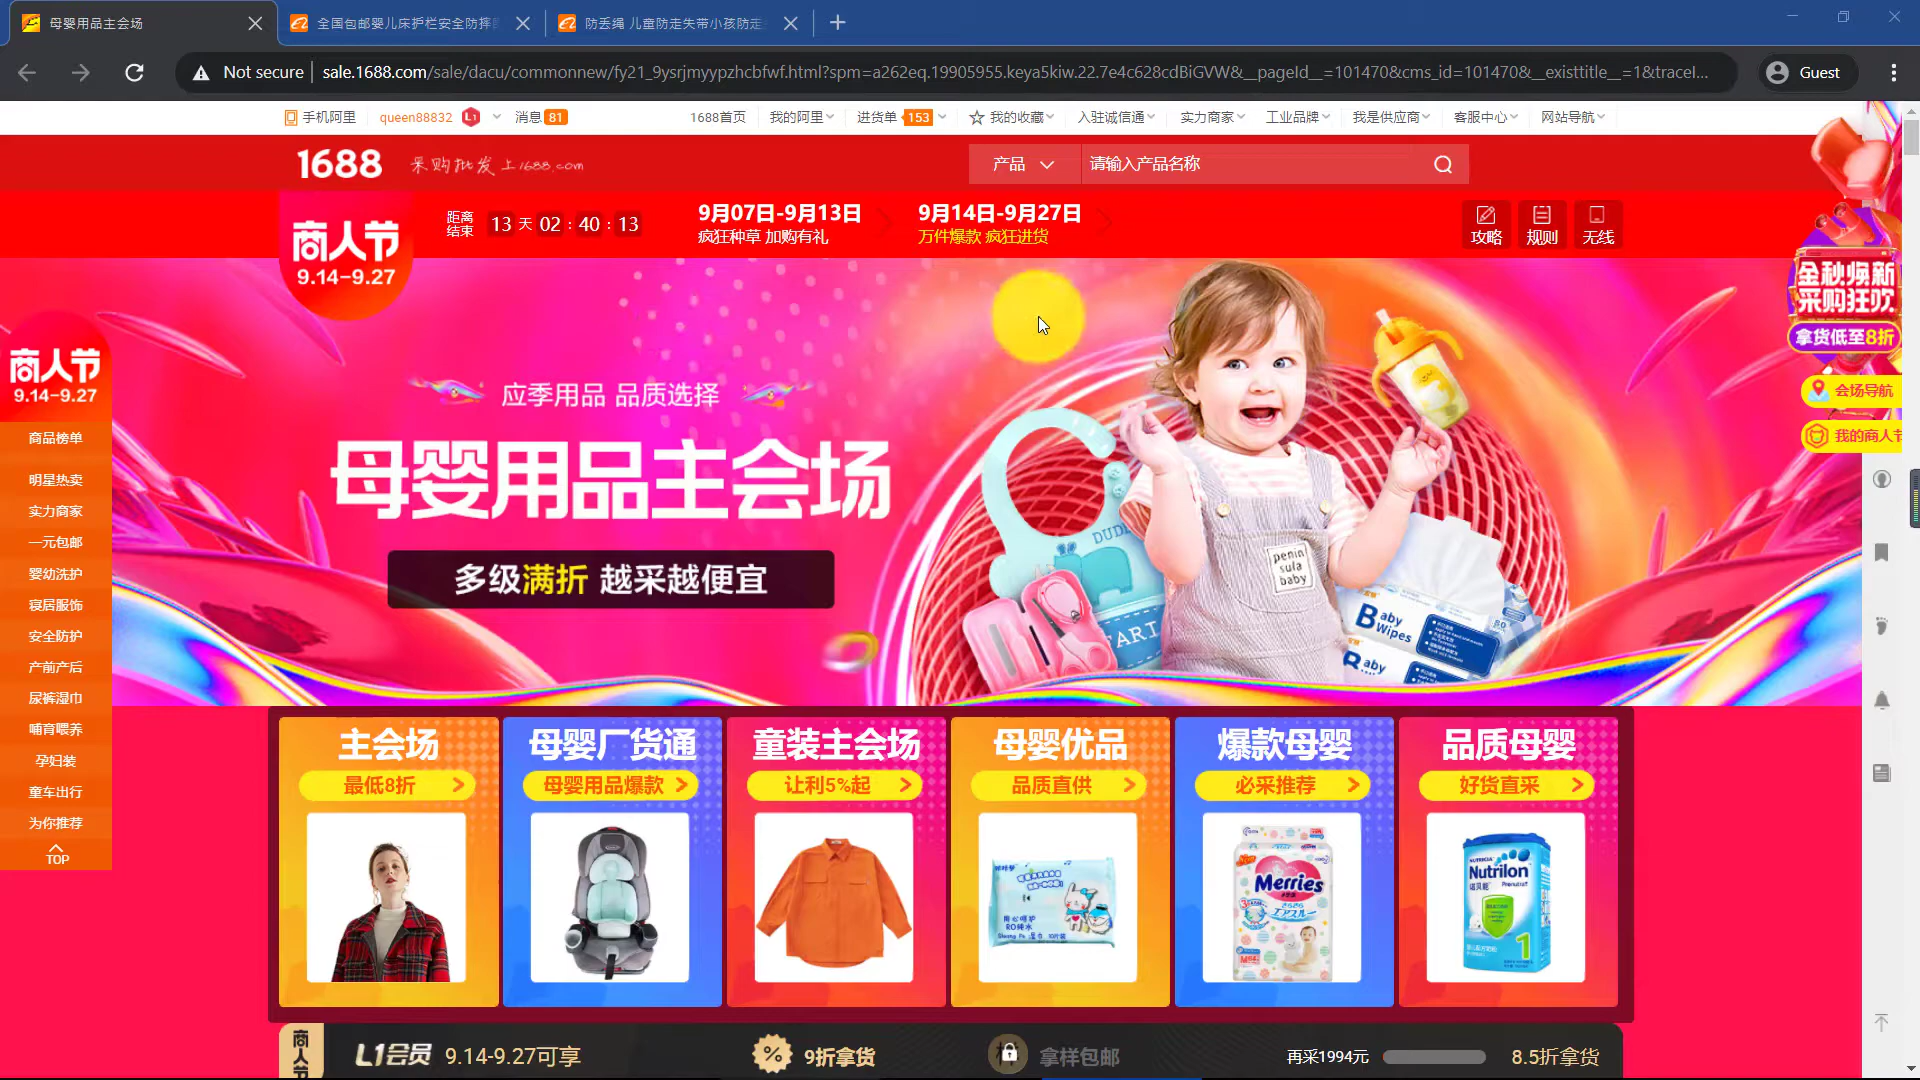 母婴用品主会场
全国包邮婴儿床护栏安全防摔
防丢绳 儿童防走失带小孩防走
Not secure
sale.1688.com/sale/dacu/commonnew/fy21_9ysrjmyypzhcbfwf.html?spm=a262eq.19905955.keya5kiw.22.7e4c628cdBiGVW&__pageId__=101470&cms_id=101470&__existtitle__=1&traceI...
Guest
手机阿里 queen88832 L1 消息 81 1688首页 我的阿里 进货单 153 我的收藏 入驻诚信通 实力商家 工业品牌 我是供应商 客服中心 网站导航
1688 采购批发上1688.com
产品 请输入产品名称
商人节
9.14-9.27
距离结束 13 天 02 : 40 : 13
9月07日-9月13日
疯狂种草 加购有礼
9月14日-9月27日
万件爆款 疯狂进货
攻略 规则 无线
金秋焕新
采购狂欢
拿货低至8折
会场导航
我的商人节
商人节
9.14-9.27
商品榜单
明星热卖
实力商家
一元包邮
婴幼洗护
寝居服饰
安全防护
产前产后
尿裤湿巾
哺育喂养
孕妇装
童车出行
为你推荐
TOP
应季用品 品质选择
母婴用品主会场
多级满折 越采越便宜
penin
sula
baby
Baby
Wipes
Baby
主会场
最低8折
母婴厂货通
母婴用品爆款
童装主会场
让利5%起
母婴优品
品质直供
爆款母婴
必采推荐
品质母婴
好货直采
Merries
NUTRICIA
Nutrilon
1
商人节
L1会员 9.14-9.27可享
9折拿货
拿样包邮
再采1994元
8.5折拿货